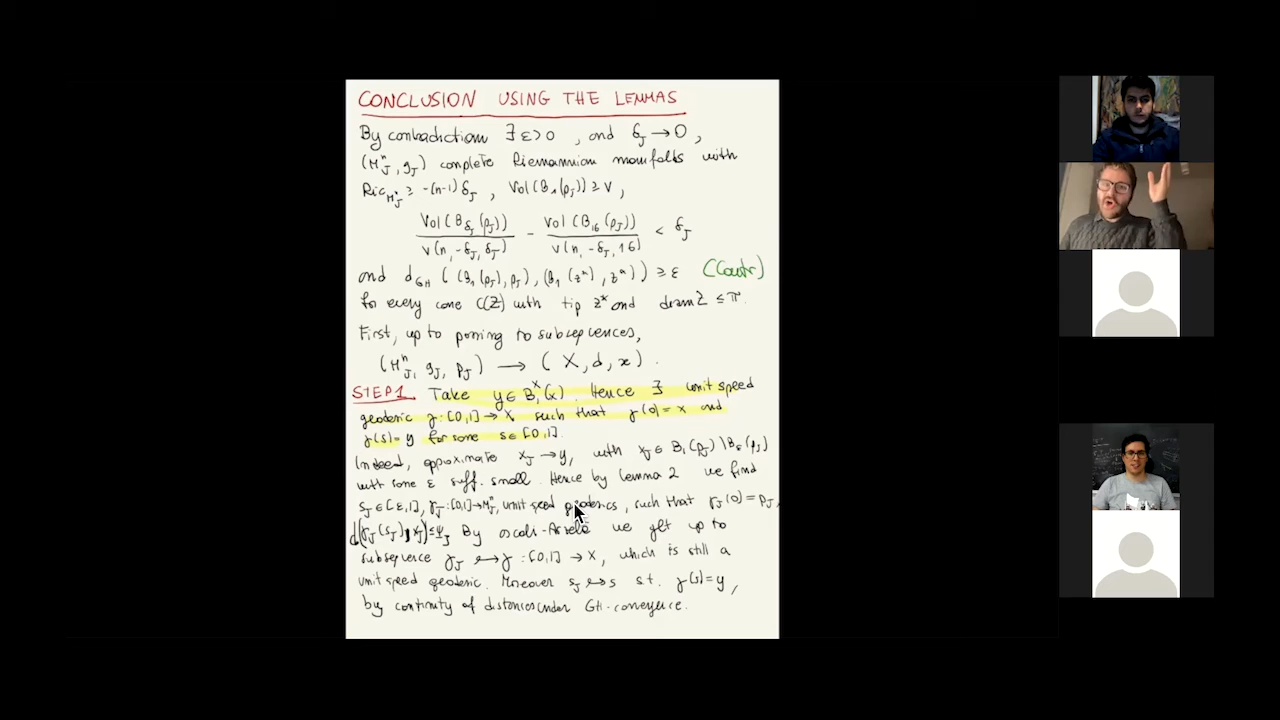 CONCLUSION USING THE LEMMAS
By contradiction ∃ ε>0 , and δ_J → 0 ,
(M_J^n, g_J) complete Riemannian manifolds with
Ric_{M_J^n} ≥ -(n-1) δ_J , Vol(B_1(p_J)) ≥ v ,
Vol(B_{δ_J}(p_J)) / v(n, -δ_J, δ_J) - Vol(B_{16}(p_J)) / v(n, -δ_J, 16) < δ_J
and d_{GH} ( (B_1(p_J), p_J), (B_1(z*), z*) ) ≥ ε (Contr)
for every cone C(Z) with tip z* and diam Z ≤ π.
First, up to passing to subsequences,
(M_J^n, g_J, p_J) → (X, d, x) .
STEP 1 Take y ∈ B_1^X(x). Hence ∃ unit speed
geodesic γ : [0,1] → X such that γ(0) = x and
γ(s) = y for some s ∈ [0,1].
Indeed, approximate x_J → y, with x_J ∈ B_1(p_J) \ B_ε(p_J)
with some ε suff. small. Hence by Lemma 2 we find
s_J ∈ [ε,1], γ_J : [0,1] → M_J^n, unit speed geodesics, such that γ_J(0) = p_J,
d(γ_J(s_J), x_J) ≤ Ψ_J By Ascoli-Arzelà we get up to
subsequence γ_J → γ : [0,1] → X, which is still a
unit speed geodesic. Moreover s_J → s s.t. γ(s) = y ,
by continuity of distances under GH-convergence.